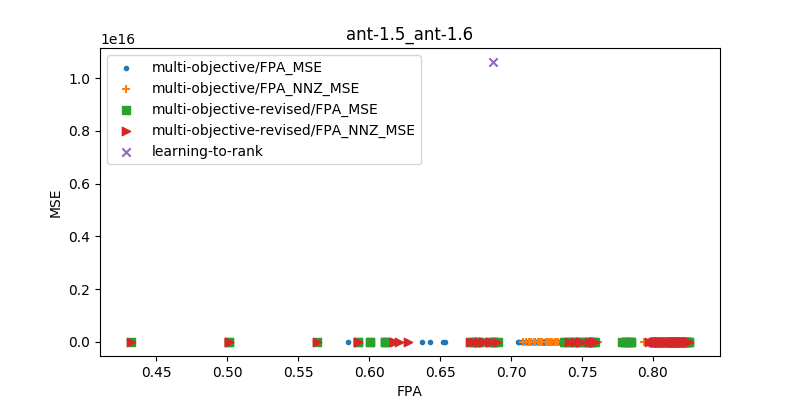 ant-1.5_ant-1.6
1e16
multi-objective/FPA_MSE
multi-objective/FPA_NNZ_MSE
multi-objective-revised/FPA_MSE
multi-objective-revised/FPA_NNZ_MSE
learning-to-rank
1.0
0.8
0.6
0.4
0.2
0.0
MSE
0.45 0.50 0.55 0.60 0.65 0.70 0.75 0.80
FPA